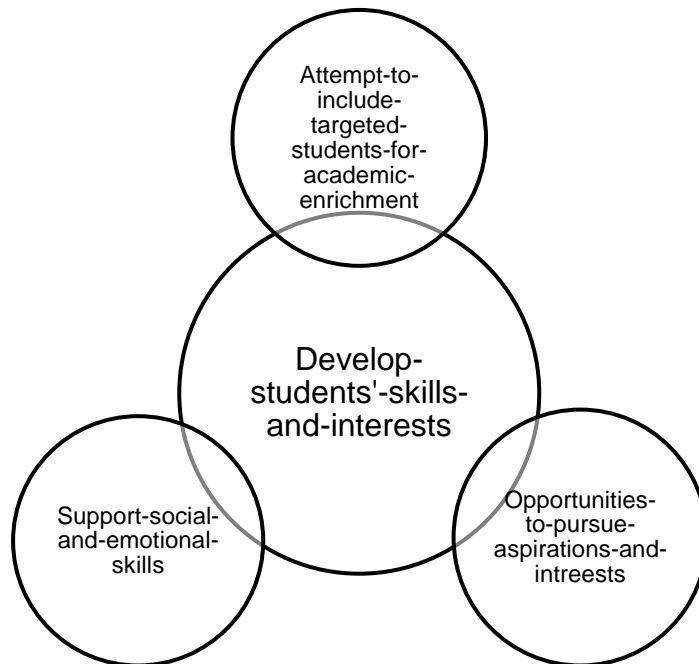 Attempt-to-
include-
targeted-
students-for-
academic-
enrichment
Develop-
students'-skills-
and-interests
Support-social-
and-emotional-
skills
Opportunities-
to-pursue-
aspirations-and-
intreests